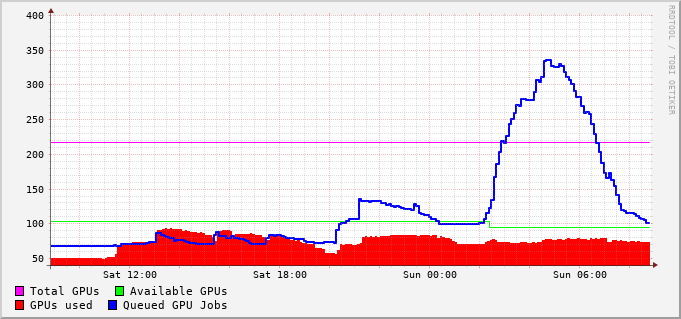 400
350
300
250
200
150
100
50
Sat 12:00 Sat 18:00 Sun 00:00 Sun 06:00
Total GPUs Available GPUs
GPUs used Queued GPU Jobs
RRDTOOL / TOBI OETIKER